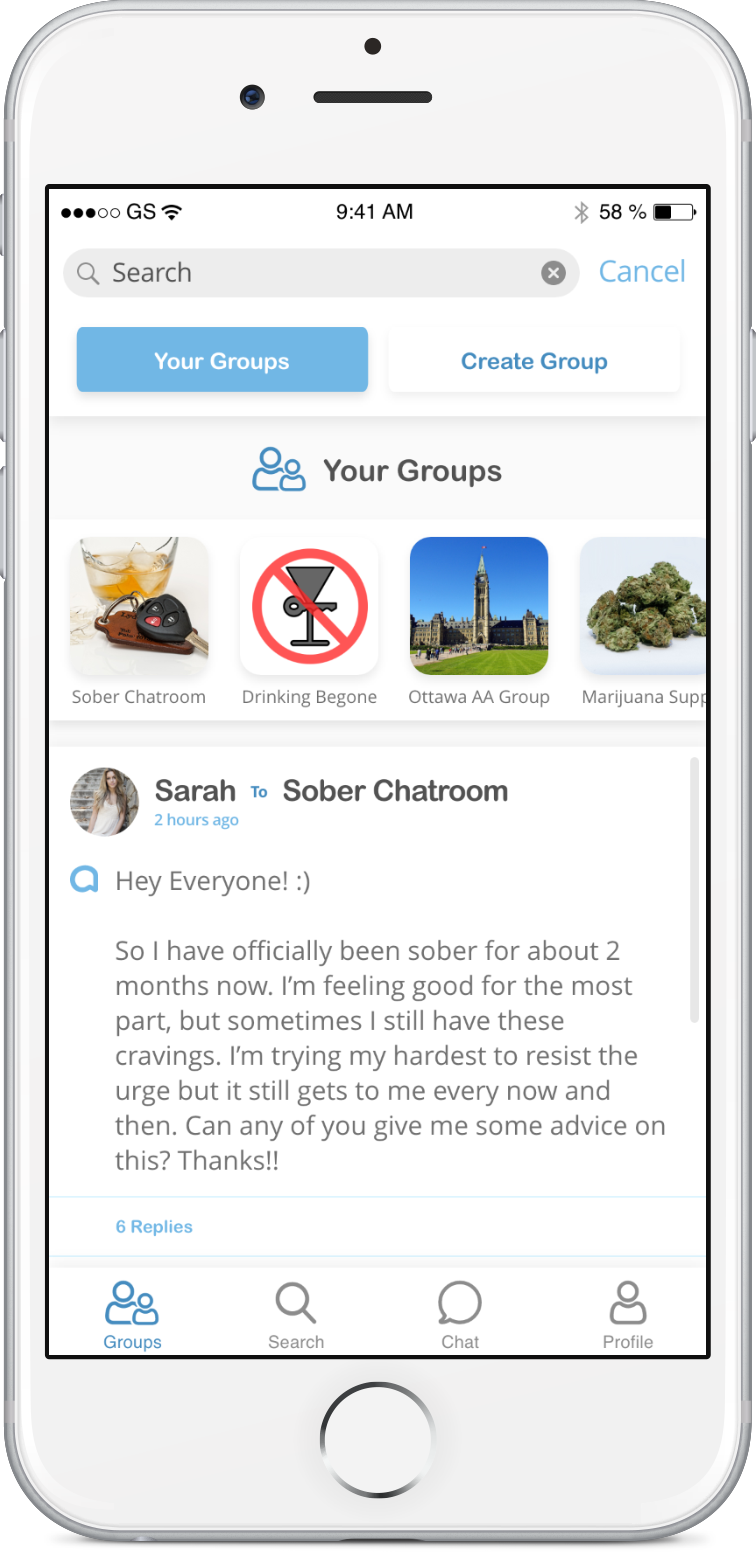 GS
9:41 AM
58 %
Search
Cancel
Your Groups
Create Group
Your Groups
Sober Chatroom
Drinking Begone
Ottawa AA Group
Marijuana Supp
Sarah To Sober Chatroom
2 hours ago
Hey Everyone! :)
So I have officially been sober for about 2
months now. I’m feeling good for the most
part, but sometimes I still have these
cravings. I’m trying my hardest to resist the
urge but it still gets to me every now and
then. Can any of you give me some advice on
this? Thanks!!
6 Replies
Groups
Search
Chat
Profile